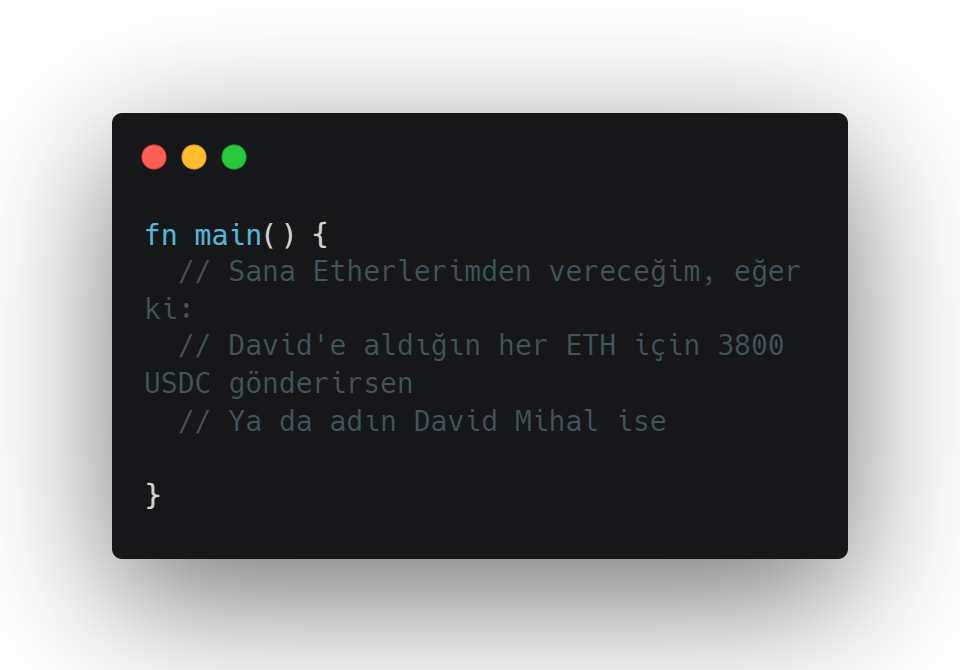 fn main() {
// Sana Etherlerimden vereceğim, eğer
ki:
// David'e aldığın her ETH için 3800
USDC gönderirsen
// Ya da adın David Mihal ise
}